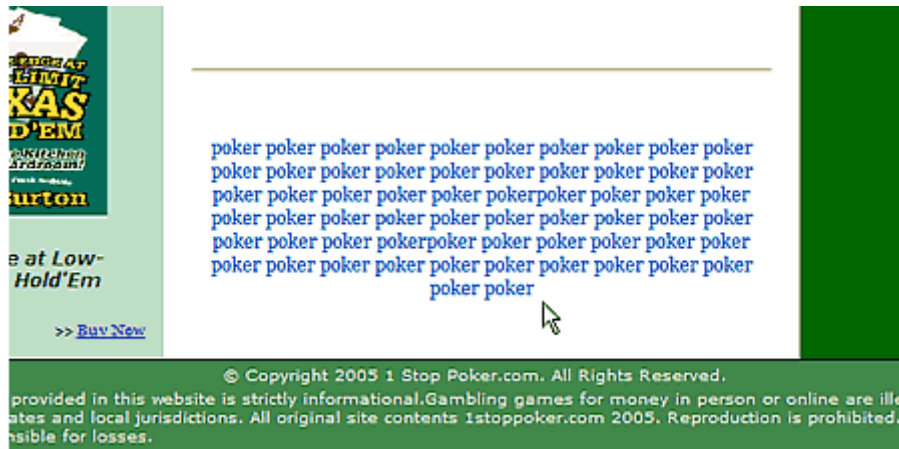 LIMIT
XAS
D'EM
Burton
e at Low-
Hold'Em
>> Buy Now
poker poker poker poker poker poker poker poker poker poker
poker poker poker poker poker poker poker poker poker poker
poker poker poker poker poker pokerpoker poker poker poker
poker poker poker poker poker poker poker poker poker poker
poker poker poker pokerpoker poker poker poker poker poker
poker poker poker poker poker poker poker poker poker poker
poker poker
© Copyright 2005 1 Stop Poker.com. All Rights Reserved.
provided in this website is strictly informational.Gambling games for money in person or online are ille
ates and local jurisdictions. All original site contents 1stoppoker.com 2005. Reproduction is prohibited.
nsible for losses.